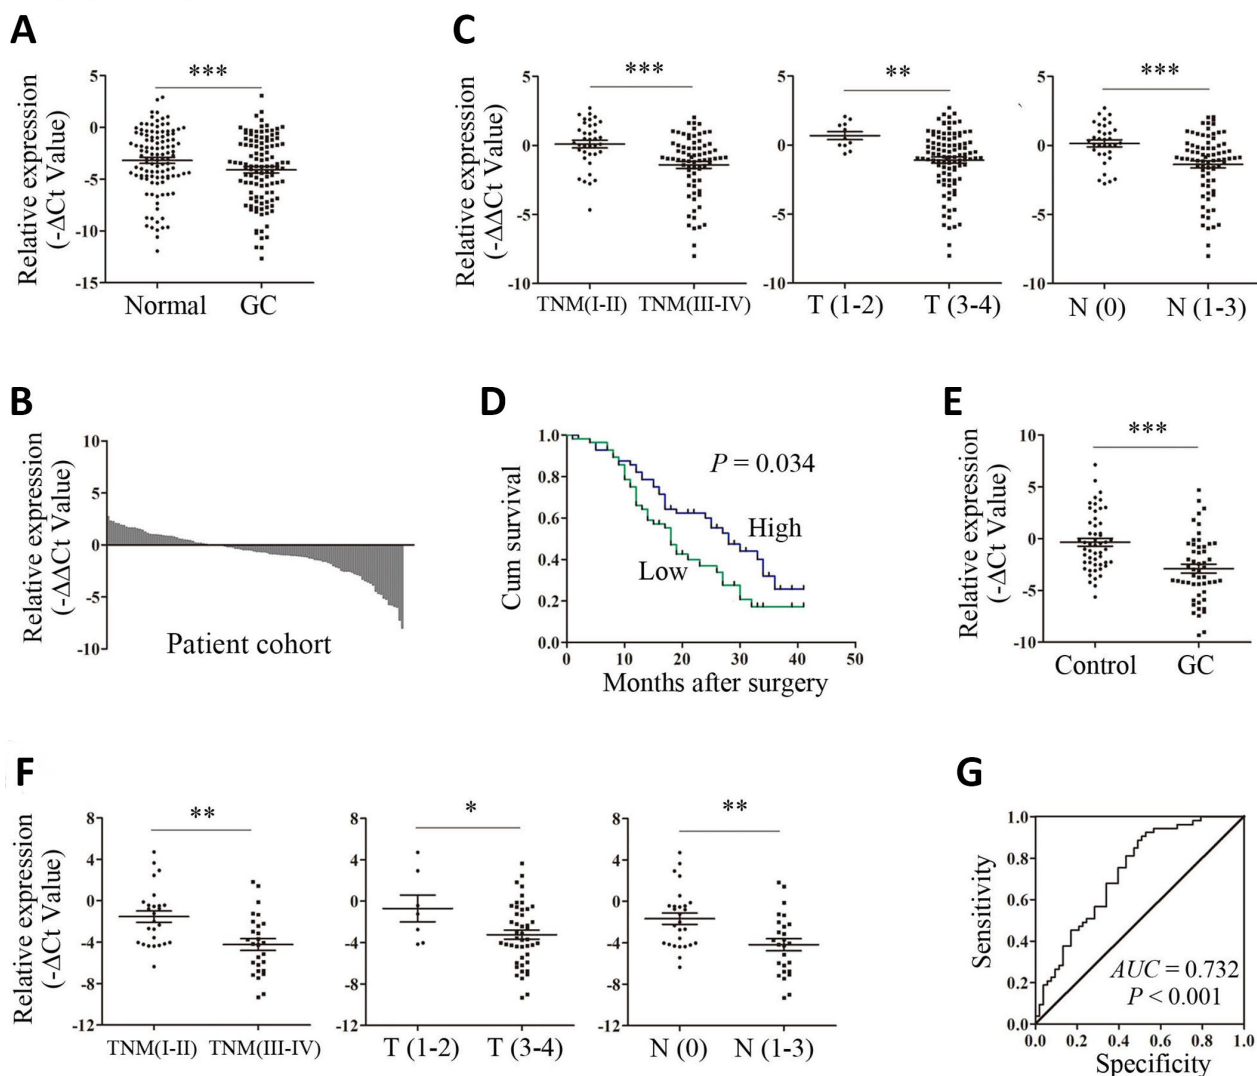 A
Relative expression
(-ΔCt Value)
5
0
-5
-10
-15
***
Normal
GC
C
Relative expression
(-ΔΔCt Value)
5
0
-5
-10
***
TNM(I-II)
TNM(III-IV)
5
0
-5
-10
**
T (1-2)
T (3-4)
5
0
-5
-10
***
N (0)
N (1-3)
B
Relative expression
(-ΔΔCt Value)
10
5
0
-5
-10
Patient cohort
D
Cum survival
1.0
0.8
0.6
0.4
0.2
0.0
P = 0.034
High
Low
0 10 20 30 40 50
Months after surgery
E
Relative expression
(-ΔCt Value)
10
5
0
-5
-10
***
Control
GC
F
Relative expression
(-ΔCt Value)
8
4
0
-4
-8
-12
**
TNM(I-II)
TNM(III-IV)
8
4
0
-4
-8
-12
*
T (1-2)
T (3-4)
8
4
0
-4
-8
-12
**
N (0)
N (1-3)
G
Sensitivity
1.0
0.8
0.6
0.4
0.2
0.0
AUC = 0.732
P < 0.001
0.0 0.2 0.4 0.6 0.8 1.0
Specificity